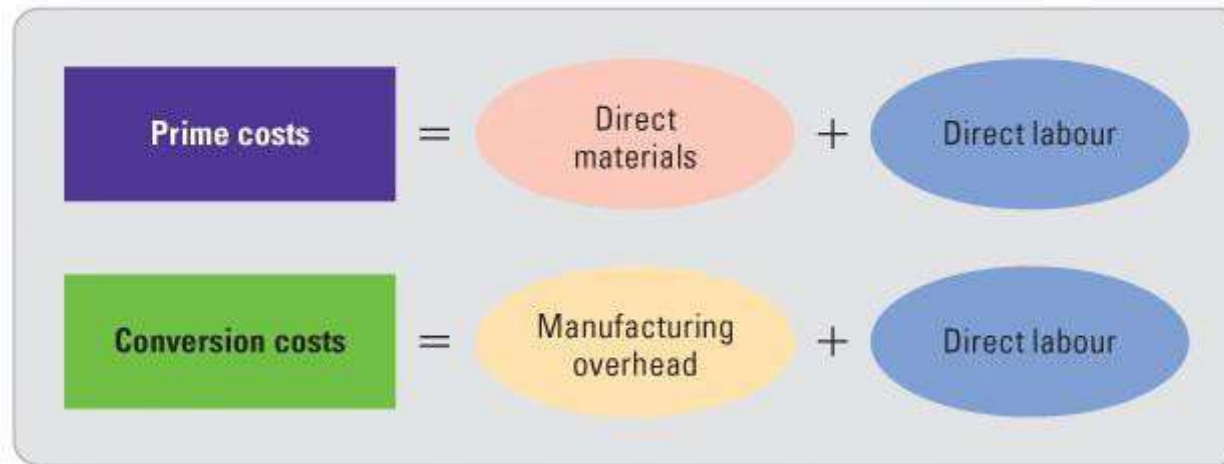 Prime costs = Direct materials + Direct labour
Conversion costs = Manufacturing overhead + Direct labour